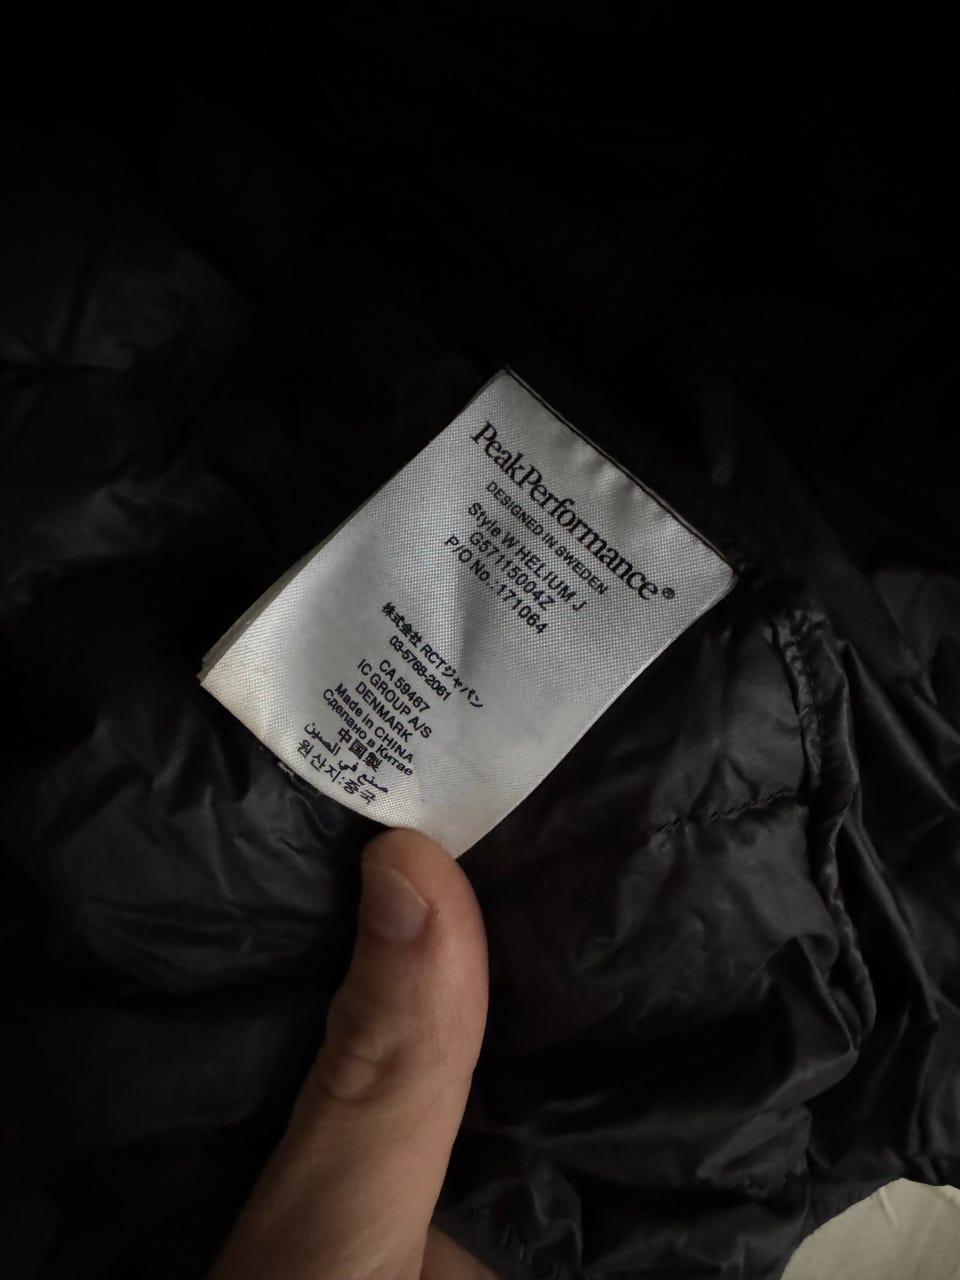 PeakPerformance®
DESIGNED IN SWEDEN
Style W HELIUM J
G57115004Z
P/O No.:171064
株式会社 RCTジャパン
03-5768-2061
CA 59467
IC GROUP A/S
DENMARK
Made in CHINA
Сделано в Китае
中国製
صنع في الصين
원산지:중국